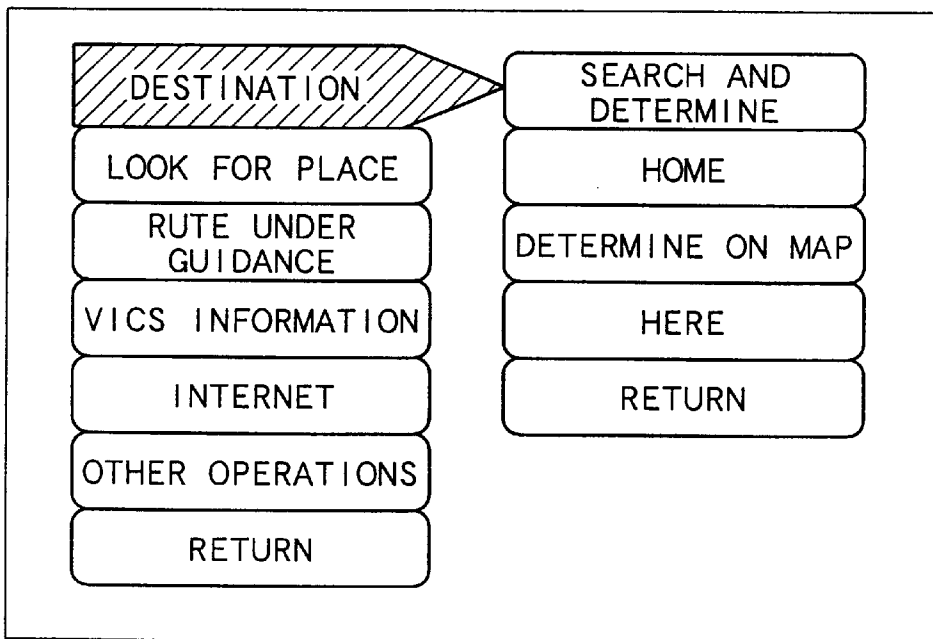 DESTINATION
LOOK FOR PLACE
RUTE UNDER
GUIDANCE
VICS INFORMATION
INTERNET
OTHER OPERATIONS
RETURN
SEARCH AND
DETERMINE
HOME
DETERMINE ON MAP
HERE
RETURN